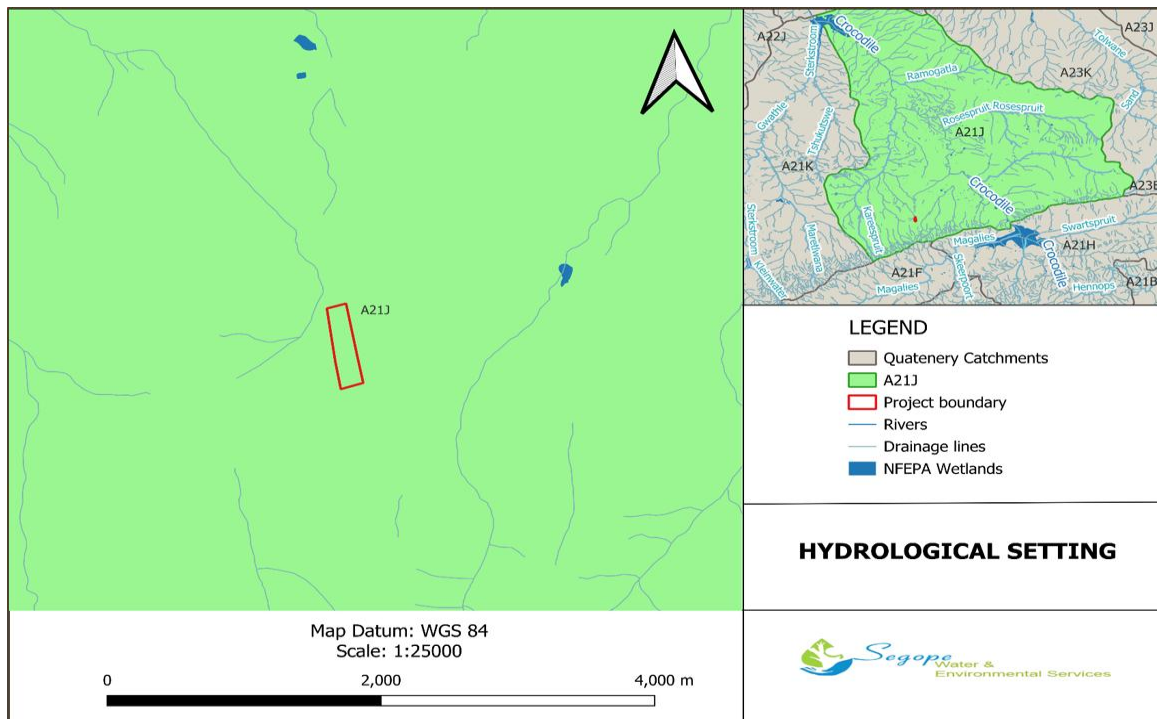 A21J
Map Datum: WGS 84
Scale: 1:25000
0 2,000 4,000 m
A22J
Crocodile
A23J
Sterkstroom
Tolwane
Ramogatla
A23K
Sand
Gwathle
Tshukutswe
Rosespruit Rosespruit
A21J
A21K
Crocodile
Kareespruit
Sterkstroom
Maretlwana
Magalies
Swartspruit
A21H
Crocodile
Kleinwater
A21F
Skeerpoort
Magalies
Hennops
A21B
LEGEND
Quatenery Catchments
A21J
Project boundary
Rivers
Drainage lines
NFEPA Wetlands
HYDROLOGICAL SETTING
Segope
Water &
Environmental Services